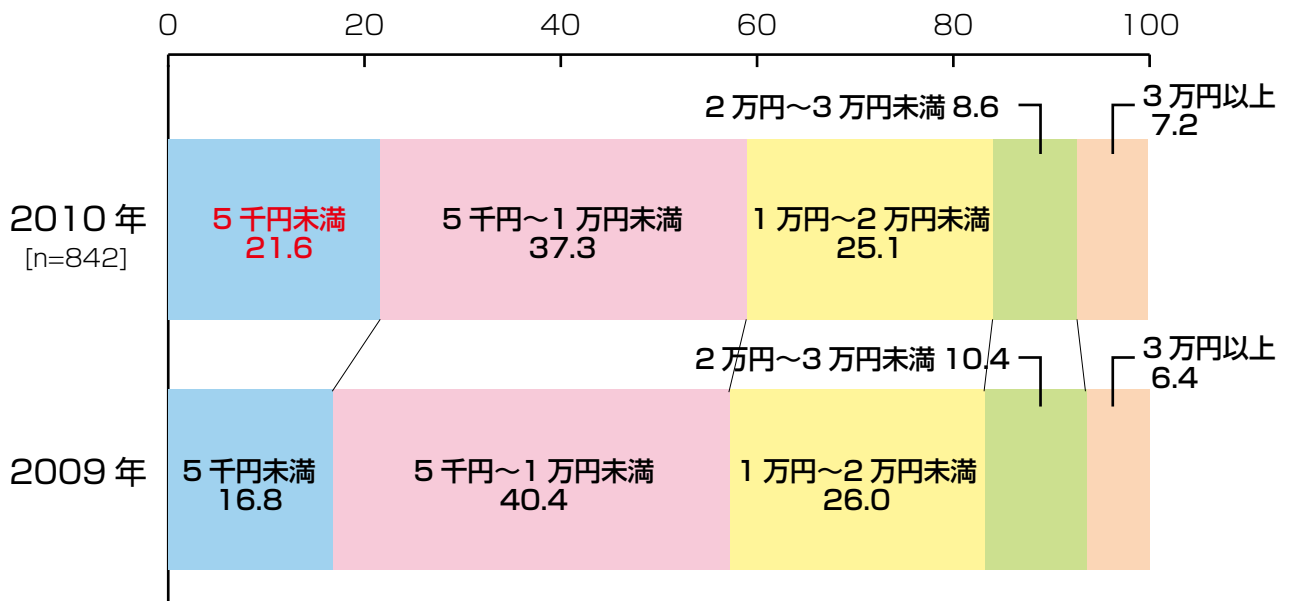 0 20 40 60 80 100
2万円～3万円未満 8.6
3万円以上
7.2
2010年
[n=842]
5千円未満
21.6
5千円～1万円未満
37.3
1万円～2万円未満
25.1
2万円～3万円未満 10.4
3万円以上
6.4
2009年
5千円未満
16.8
5千円～1万円未満
40.4
1万円～2万円未満
26.0